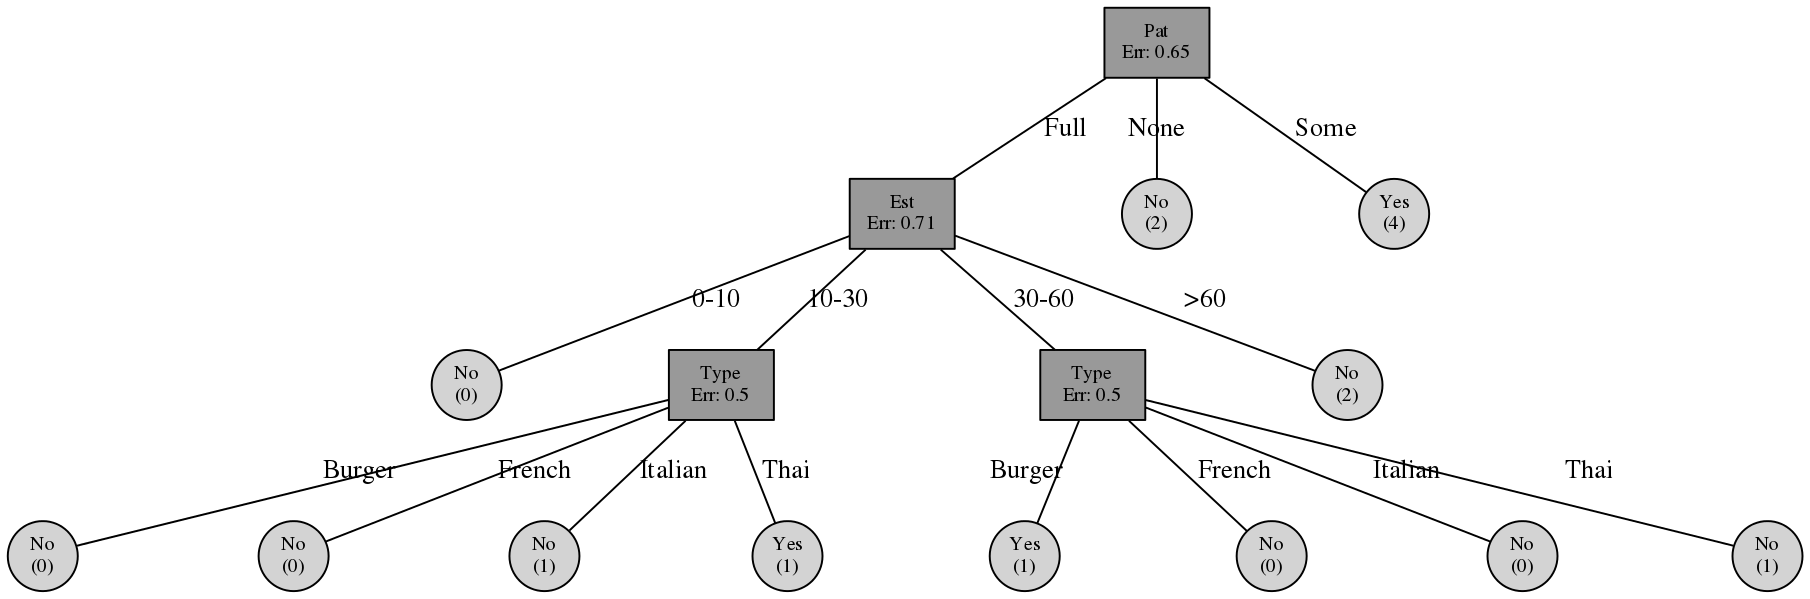 Pat
Err: 0.65
Full
None
Some
Est
Err: 0.71
No
(2)
Yes
(4)
0-10
10-30
30-60
>60
No
(0)
Type
Err: 0.5
Type
Err: 0.5
No
(2)
Burger
French
Italian
Thai
Burger
French
Italian
Thai
No
(0)
No
(0)
No
(1)
Yes
(1)
Yes
(1)
No
(0)
No
(0)
No
(1)